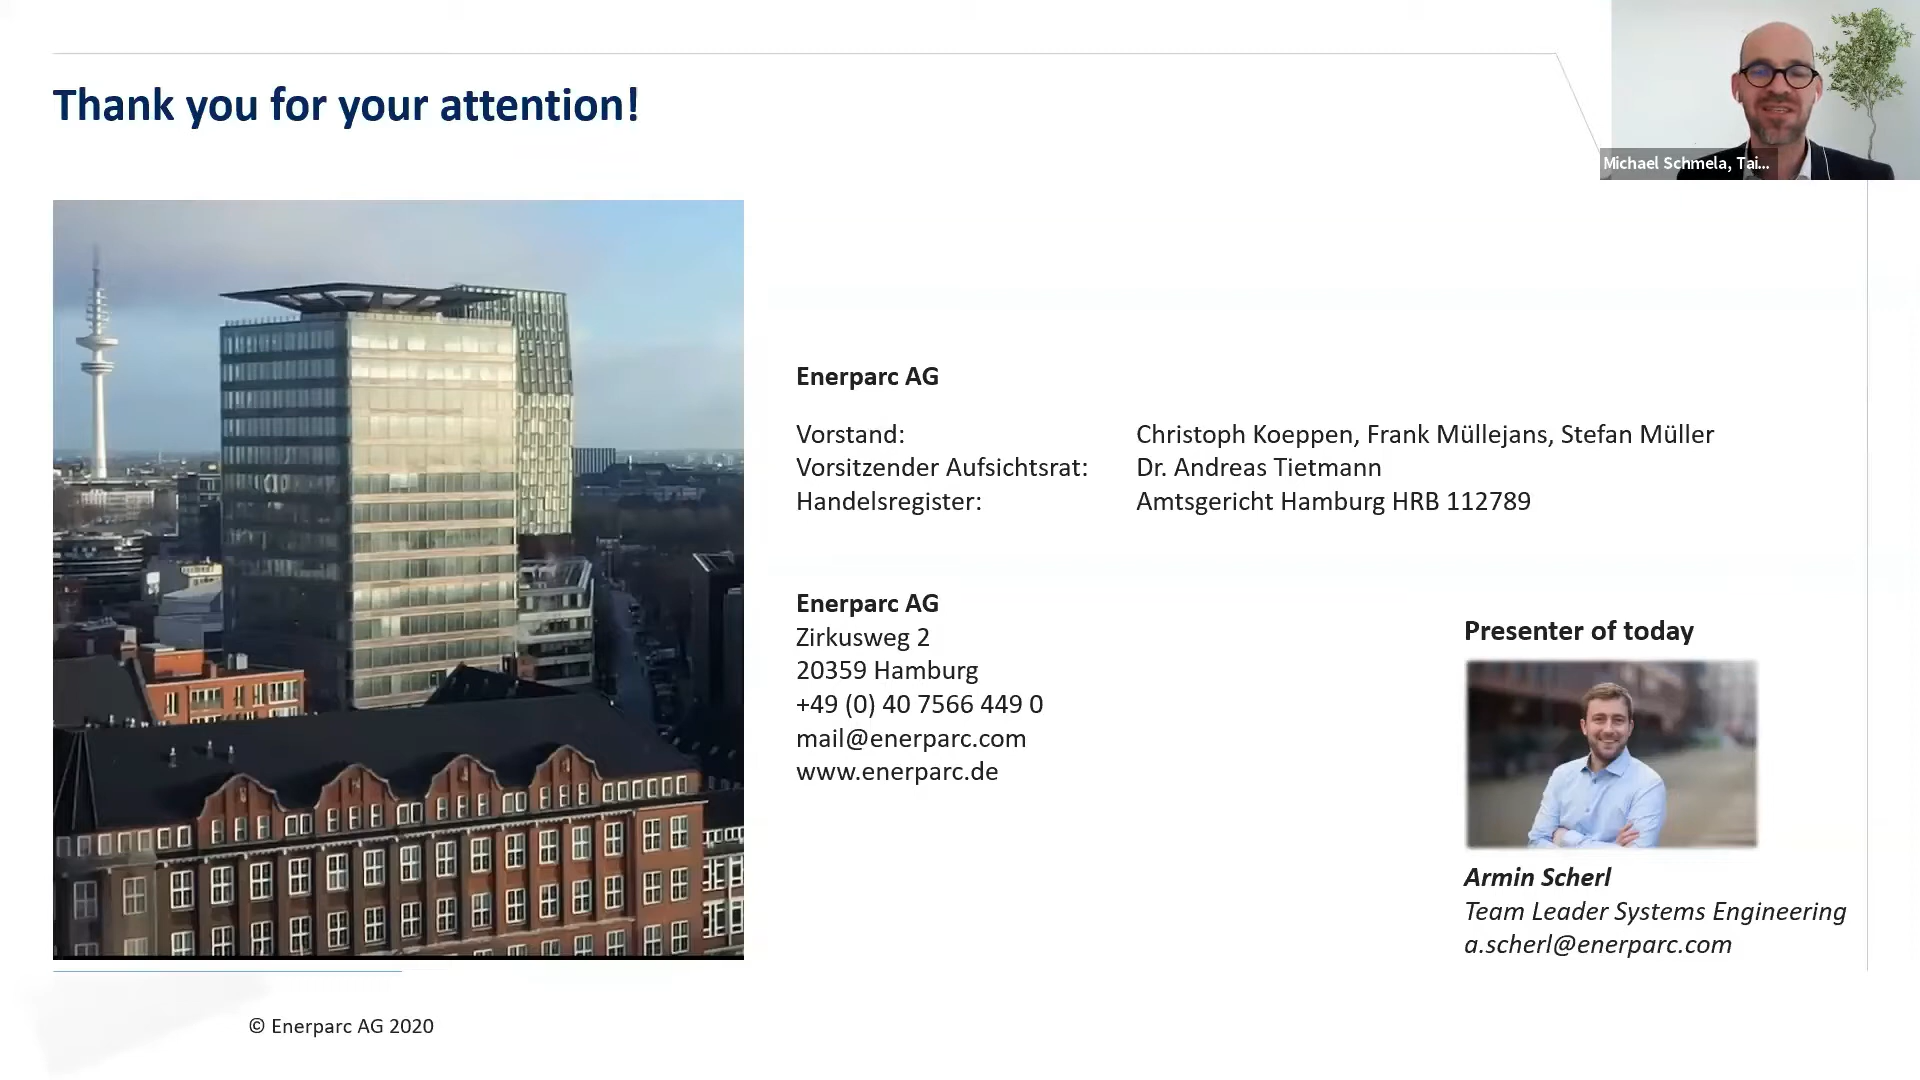 Thank you for your attention!
Michael Schmela, Tai...
Enerparc AG
Vorstand: Christoph Koeppen, Frank Müllejans, Stefan Müller
Vorsitzender Aufsichtsrat: Dr. Andreas Tietmann
Handelsregister: Amtsgericht Hamburg HRB 112789
Enerparc AG
Zirkusweg 2
20359 Hamburg
+49 (0) 40 7566 449 0
mail@enerparc.com
www.enerparc.de
Presenter of today
Armin Scherl
Team Leader Systems Engineering
a.scherl@enerparc.com
© Enerparc AG 2020